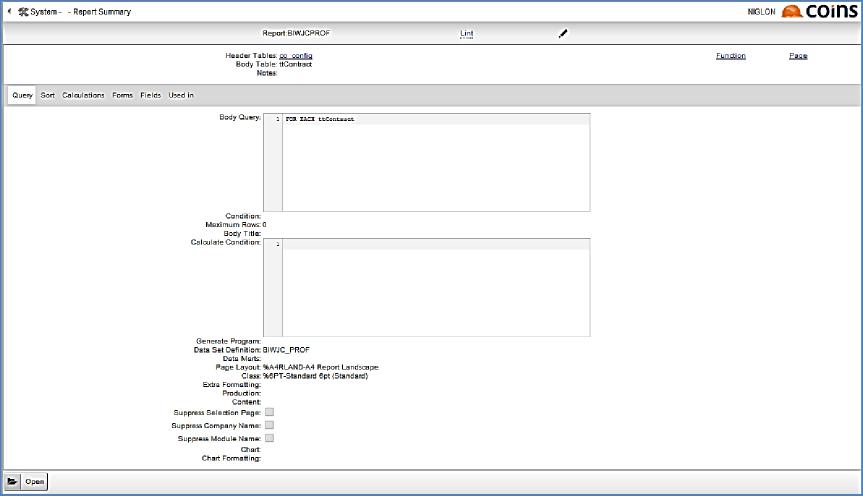 System - - Report Summary NIGLON coins
Report: BIWJCPROF Lint
Header Tables: co_config Function Page
Body Table: ttContract
Notes:
Query Sort Calculations Forms Fields Used in
Body Query: 1 FOR EACH ttContract
Condition:
Maximum Rows: 0
Body Title:
Calculate Condition: 1
Generate Program:
Data Set Definition: BIWJC_PROF
Data Marts:
Page Layout: %A4RLAND-A4 Report Landscape
Class: %6PT-Standard 6pt (Standard)
Extra Formatting:
Production:
Content:
Suppress Selection Page:
Suppress Company Name:
Suppress Module Name:
Chart:
Chart Formatting:
Open